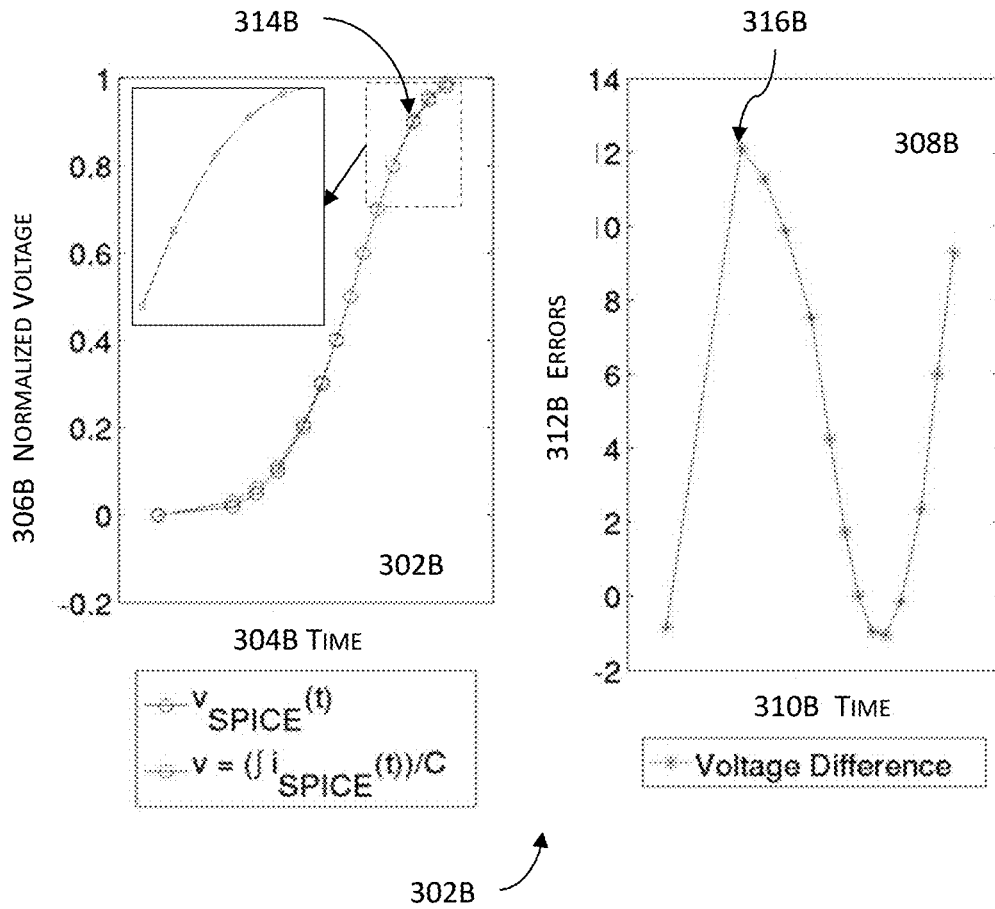 314B
316B
1
0.8
0.6
0.4
0.2
0
-0.2
306B NORMALIZED VOLTAGE
302B
304B TIME
vSPICE(t)
v = (∫ iSPICE(t))/C
14
12
10
8
6
4
2
0
-2
312B ERRORS
308B
310B TIME
Voltage Difference
302B